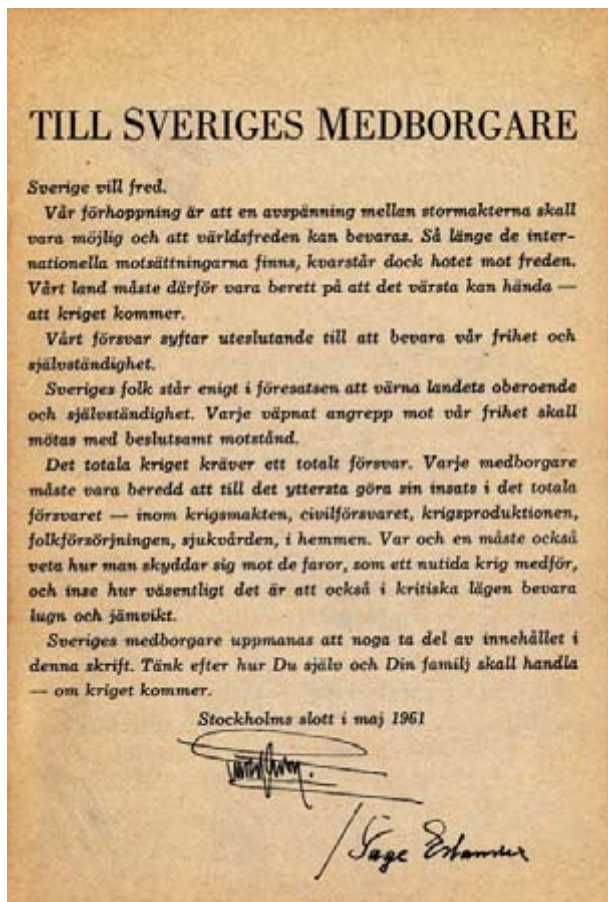 TILL SVERIGES MEDBORGARE
Sverige vill fred.
Vår förhoppning är att en avspänning mellan stormakterna skall
vara möjlig och att världsfreden kan bevaras. Så länge de inter-
nationella motsättningarna finns, kvarstår dock hotet mot freden.
Vårt land måste därför vara berett på att det värsta kan hända —
att kriget kommer.
Vårt försvar syftar uteslutande till att bevara vår frihet och
självständighet.
Sveriges folk står enigt i föresatsen att värna landets oberoende
och självständighet. Varje väpnat angrepp mot vår frihet skall
mötas med beslutsamt motstånd.
Det totala kriget kräver ett totalt försvar. Varje medborgare
måste vara beredd att till det yttersta göra sin insats i det totala
försvaret — inom krigsmakten, civilförsvaret, krigsproduktionen,
folkförsörjningen, sjukvården, i hemmen. Var och en måste också
veta hur man skyddar sig mot de faror, som ett nutida krig medför,
och inse hur väsentligt det är att också i kritiska lägen bevara
lugn och jämvikt.
Sveriges medborgare uppmanas att noga ta del av innehållet i
denna skrift. Tänk efter hur Du själv och Din familj skall handla
— om kriget kommer.
Stockholms slott i maj 1961
/ Tage Erlander